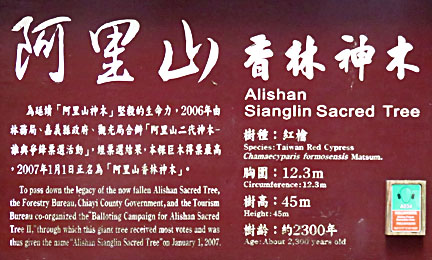 阿里山 香林神木
Alishan
Sianglin Sacred Tree
為延續「阿里山神木」堅毅的生命力，2006年由
林務局、嘉義縣政府、觀光局合辦「阿里山二代神木-
雄與爭峰票選活動」，經票選結果，本棵巨木得票最高，
2007年1月1日正名為「阿里山香林神木」。
To pass down the legacy of the now fallen Alishan Sacred Tree,
the Forestry Bureau, Chiayi County Government, and the Tourism
Bureau co-organized the "Balloting Campaign for Alishan Sacred
Tree II," through which this giant tree received most votes and was
thus given the name "Alishan Sianglin Sacred Tree" on January 1, 2007.
樹種：紅檜
Species: Taiwan Red Cypress
Chamaecyparis formosensis Matsum.
胸圍：12.3m
Circumference: 12.3m
樹高：45m
Height: 45m
樹齡：約2300年
Age: About 2,300 years old